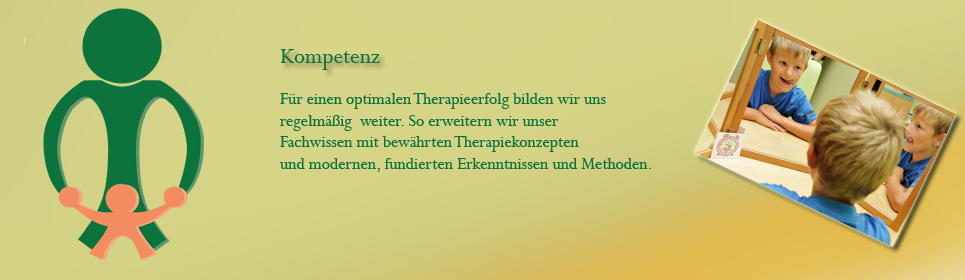 Kompetenz
Für einen optimalen Therapieerfolg bilden wir uns
regelmäßig weiter. So erweitern wir unser
Fachwissen mit bewährten Therapiekonzepten
und modernen, fundierten Erkenntnissen und Methoden.